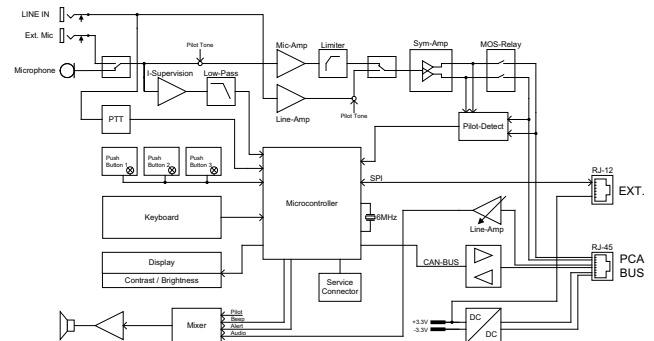 LINE IN
Ext. Mic
Microphone
Pilot Tone
I-Supervision
Low-Pass
Mic-Amp
Limiter
Line-Amp
Pilot Tone
Sym-Amp
MOS-Relay
Pilot-Detect
PTT
Push
Button 1
Push
Button 2
Push
Button 3
Keyboard
Microcontroller
6MHz
SPI
RJ-12
EXT.
Line-Amp
RJ-45
PCA
BUS
CAN-BUS
Display
Contrast / Brightness
Service
Connector
Mixer
Pilot
Beep
Alert
Audio
+3.3V
-3.3V
DC
DC